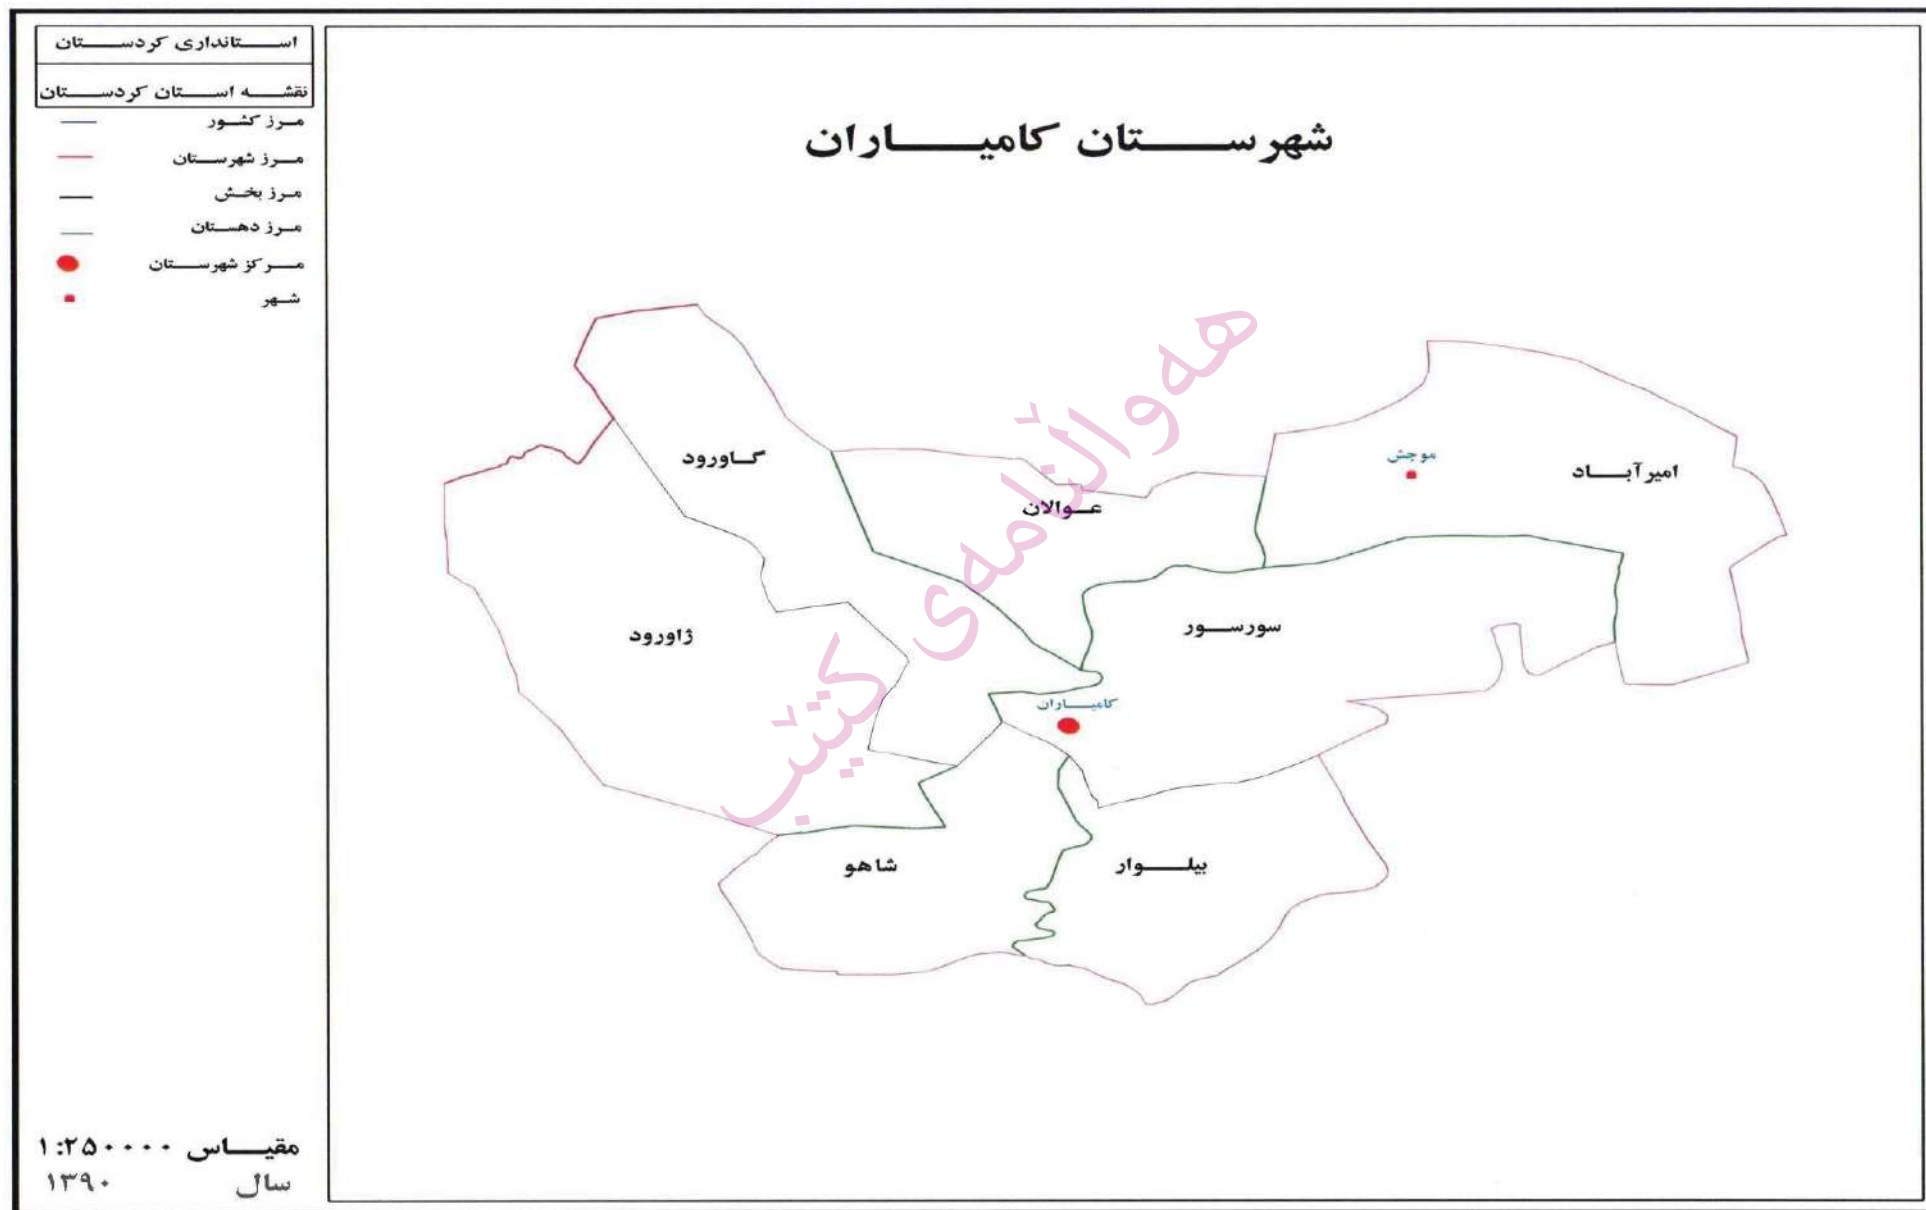 استانداری کردستان
نقشه استان کردستان
مرز کشور
مرز شهرستان
مرز بخش
مرز دهستان
مرکز شهرستان
شهر
شهرستان کامیاران
گاورود
عوالان
موجش
امیرآباد
ژاورود
سورسور
کامیاران
شاهو
بیلوار
هەواڵنامەی کتێب
مقیاس ۱:۲۵۰۰۰۰
سال ۱۳۹۰